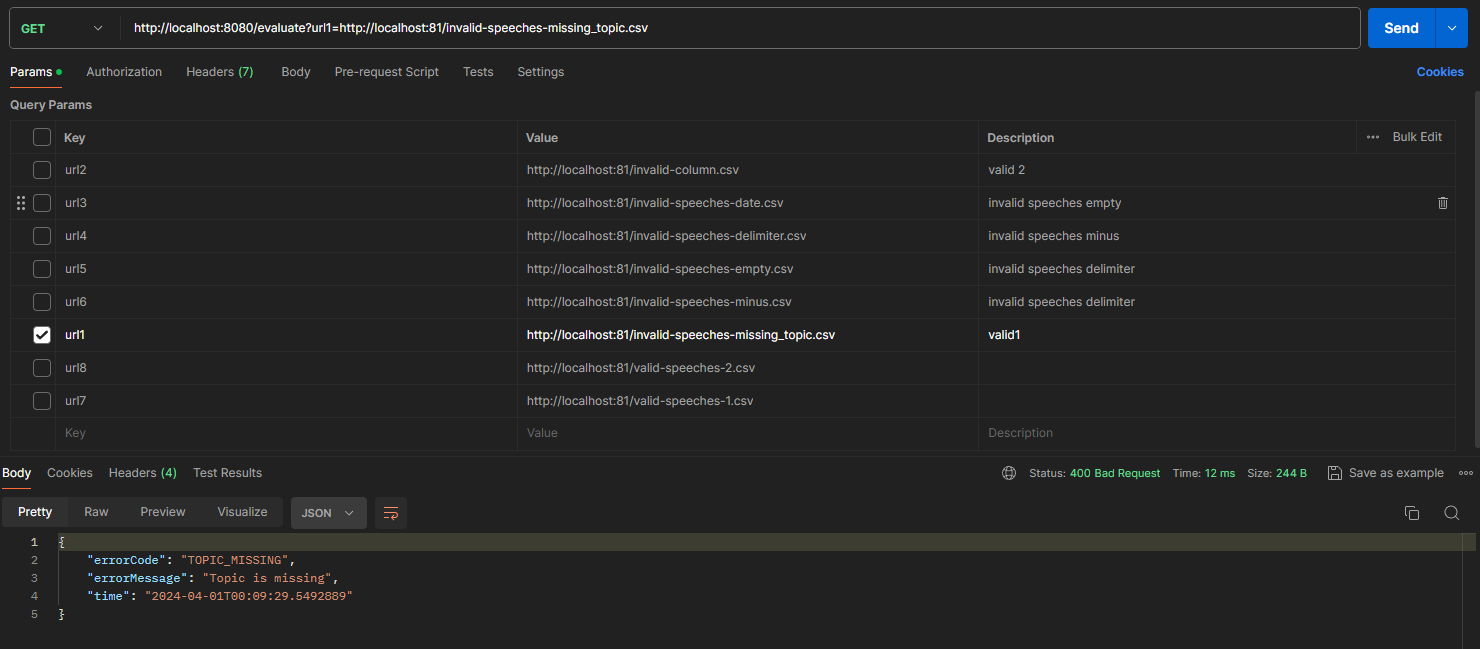 GET http://localhost:8080/evaluate?url1=http://localhost:81/invalid-speeches-missing_topic.csv Send
Params Authorization Headers (7) Body Pre-request Script Tests Settings Cookies
Query Params
Key Value Description ••• Bulk Edit
url2 http://localhost:81/invalid-column.csv valid 2
url3 http://localhost:81/invalid-speeches-date.csv invalid speeches empty
url4 http://localhost:81/invalid-speeches-delimiter.csv invalid speeches minus
url5 http://localhost:81/invalid-speeches-empty.csv invalid speeches delimiter
url6 http://localhost:81/invalid-speeches-minus.csv invalid speeches delimiter
url1 http://localhost:81/invalid-speeches-missing_topic.csv valid1
url8 http://localhost:81/valid-speeches-2.csv
url7 http://localhost:81/valid-speeches-1.csv
Key Value Description
Body Cookies Headers (4) Test Results Status: 400 Bad Request Time: 12 ms Size: 244 B Save as example
Pretty Raw Preview Visualize JSON
1 {
2 "errorCode": "TOPIC_MISSING",
3 "errorMessage": "Topic is missing",
4 "time": "2024-04-01T00:09:29.5492889"
5 }